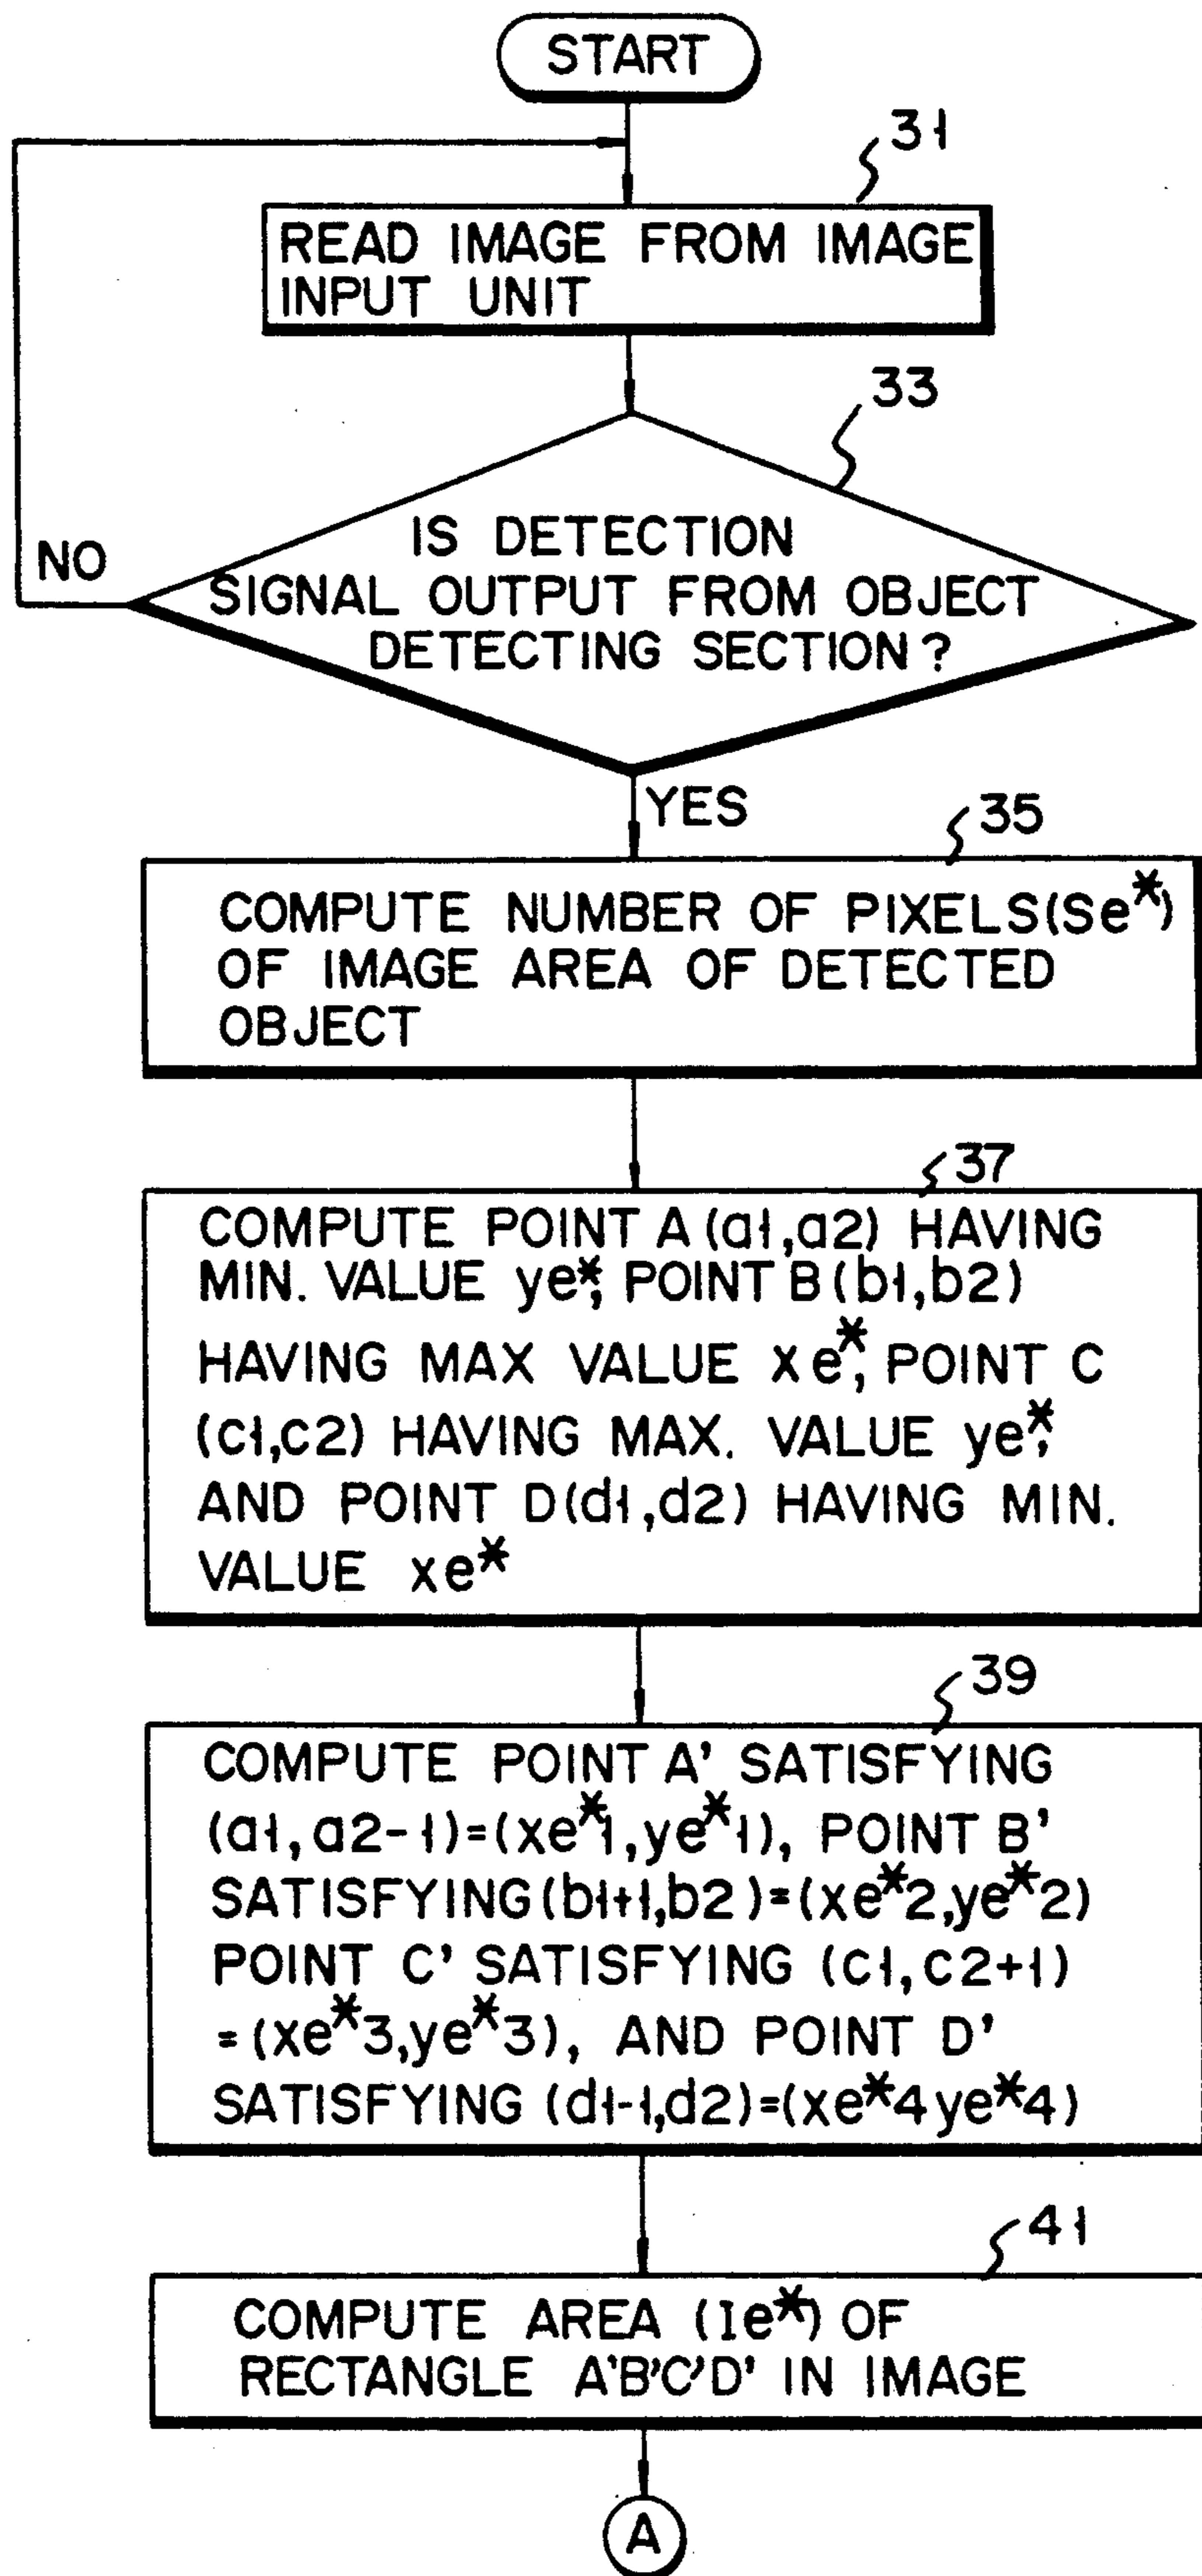 START
31
READ IMAGE FROM IMAGE
INPUT UNIT
33
IS DETECTION
SIGNAL OUTPUT FROM OBJECT
DETECTING SECTION?
NO
YES
35
COMPUTE NUMBER OF PIXELS(Se*)
OF IMAGE AREA OF DETECTED
OBJECT
37
COMPUTE POINT A(a1,a2) HAVING
MIN. VALUE ye*, POINT B(b1,b2)
HAVING MAX VALUE xe*, POINT C
(c1,c2) HAVING MAX. VALUE ye*,
AND POINT D(d1,d2) HAVING MIN.
VALUE xe*
39
COMPUTE POINT A' SATISFYING
(a1,a2-1)=(xe*1,ye*1), POINT B'
SATISFYING(b1+1,b2)=(xe*2,ye*2)
POINT C' SATISFYING (c1,c2+1)
=(xe*3,ye*3), AND POINT D'
SATISFYING (d1-1,d2)=(xe*4ye*4)
41
COMPUTE AREA (Ie*) OF
RECTANGLE A'B'C'D' IN IMAGE
A